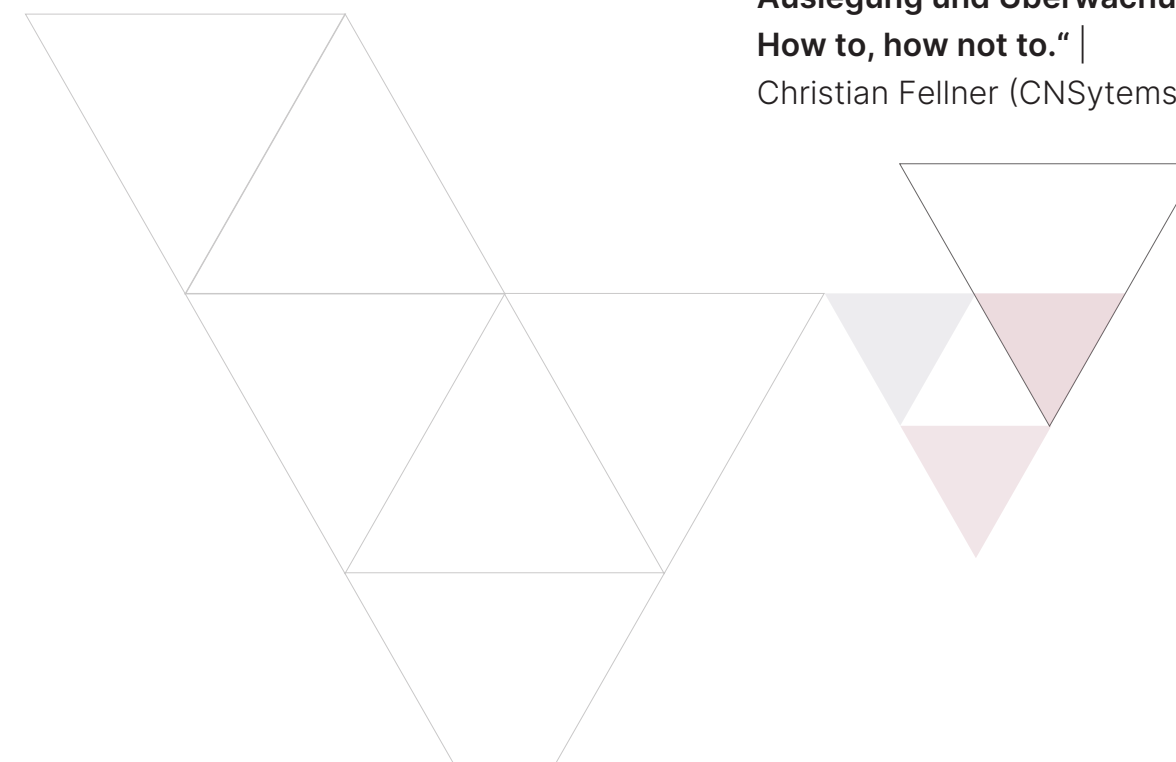 Auslegung und Überwachu
How to, how not to.“ |
Christian Fellner (CNSytems